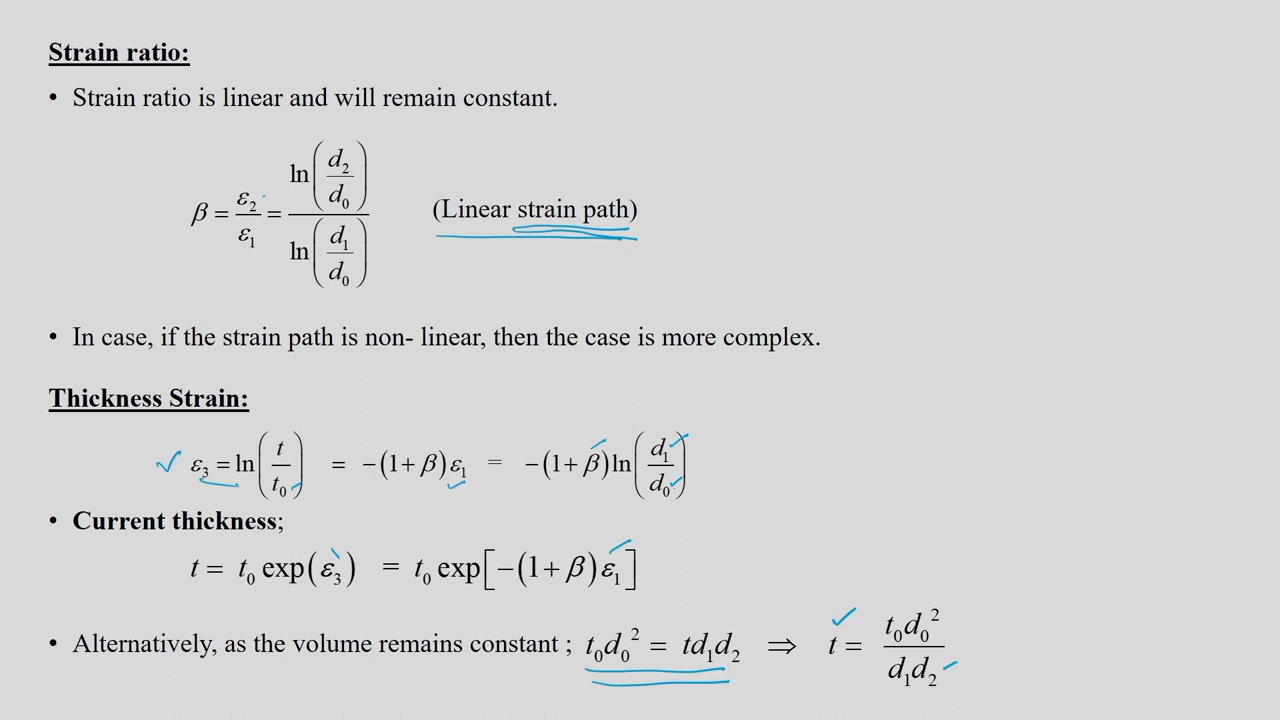 Strain ratio:
• Strain ratio is linear and will remain constant.
β = ε₂/ε₁ = ln(d₂/d₀) / ln(d₁/d₀) (Linear strain path)
• In case, if the strain path is non- linear, then the case is more complex.
Thickness Strain:
ε₃ = ln(t/t₀) = −(1+β)ε₁ = −(1+β)ln(d₁/d₀)
• Current thickness;
t = t₀ exp(ε₃) = t₀ exp[−(1+β)ε₁]
• Alternatively, as the volume remains constant ; t₀d₀² = td₁d₂ ⇒ t = t₀d₀²/d₁d₂